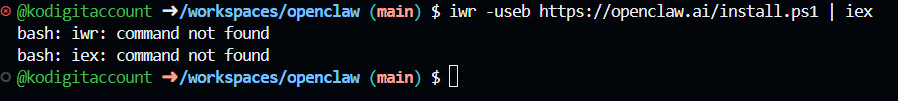 @kodigitaccount ➜/workspaces/openclaw (main) $ iwr -useb https://openclaw.ai/install.ps1 | iex
bash: iwr: command not found
bash: iex: command not found
@kodigitaccount ➜/workspaces/openclaw (main) $